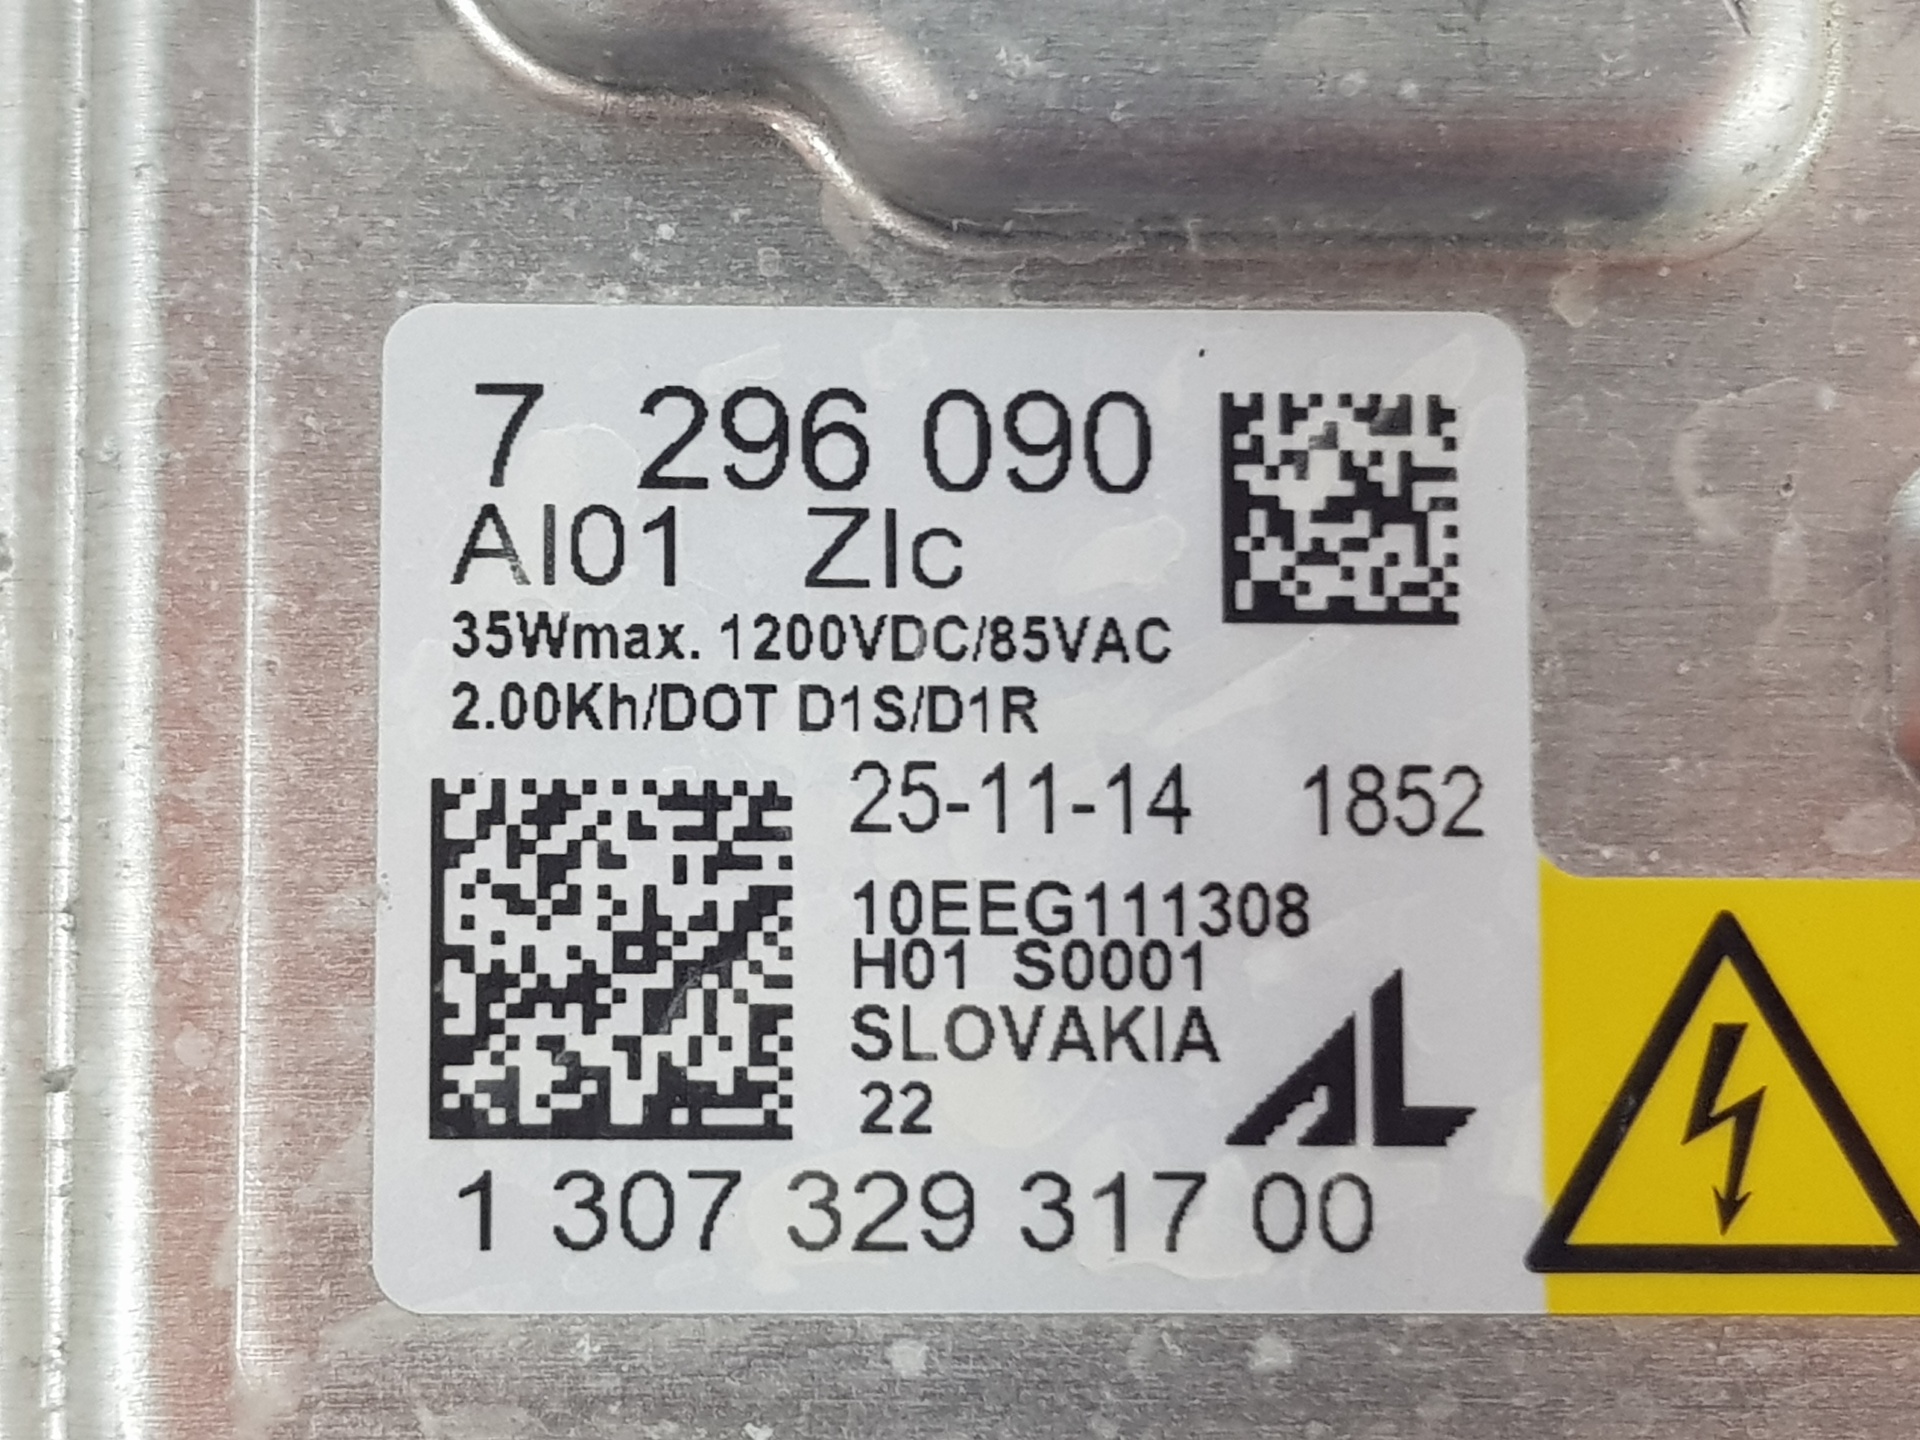 7 296 090
AI01 ZIc
35Wmax. 1200VDC/85VAC
2.00Kh/DOT D1S/D1R
25-11-14 1852
10EEG111308
H01 S0001
SLOVAKIA
22
AL
1 307 329 317 00